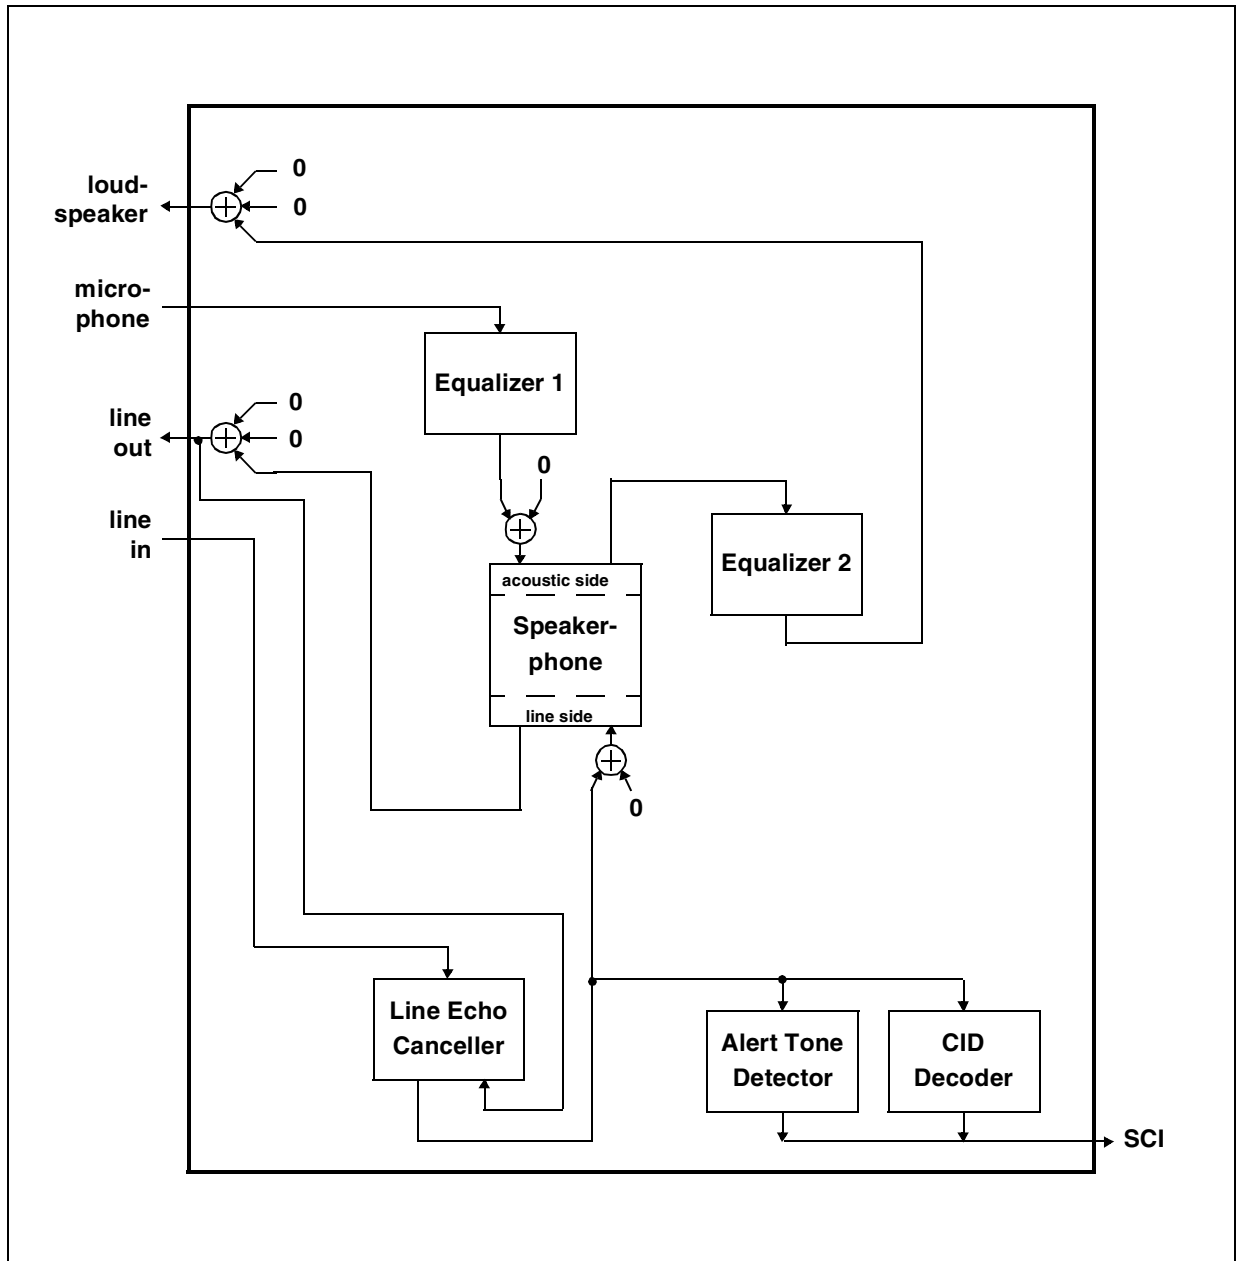 0
loud-
speaker
0
micro-
phone
Equalizer 1
0
line
out
0
0
line
in
Equalizer 2
acoustic side
Speaker-
phone
line side
0
Line Echo
Canceller
Alert Tone
Detector
CID
Decoder
SCI